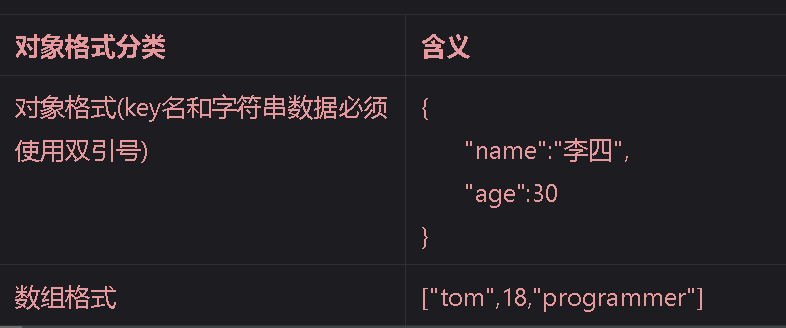 对象格式分类
含义
对象格式(key名和字符串数据必须
使用双引号)
{
"name":"李四",
"age":30
}
数组格式
["tom",18,"programmer"]